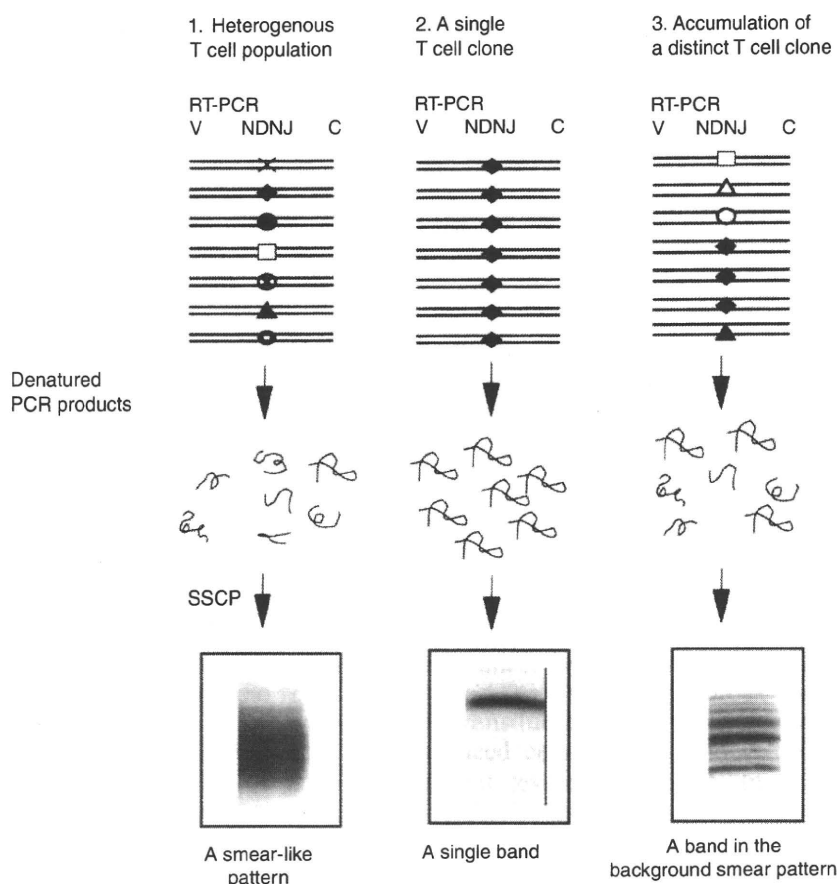 1. Heterogenous
T cell population
2. A single
T cell clone
3. Accumulation of
a distinct T cell clone
RT-PCR
V NDNJ C
RT-PCR
V NDNJ C
RT-PCR
V NDNJ C
Denatured
PCR products
SSCP
A smear-like
pattern
A single band
A band in the
background smear pattern